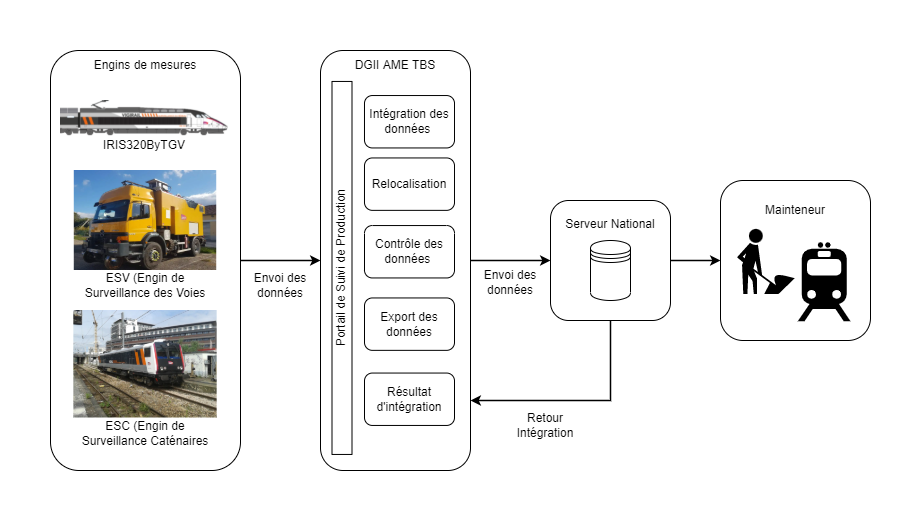 Engins de mesures
IRIS320ByTGV
ESV (Engin de
Surveillance des Voies
ESC (Engin de
Surveillance Caténaires
Envoi des
données
DGII AME TBS
Portail de Suivi de Production
Intégration des
données
Relocalisation
Contrôle des
données
Export des
données
Résultat
d'intégration
Envoi des
données
Serveur National
Retour
Intégration
Mainteneur